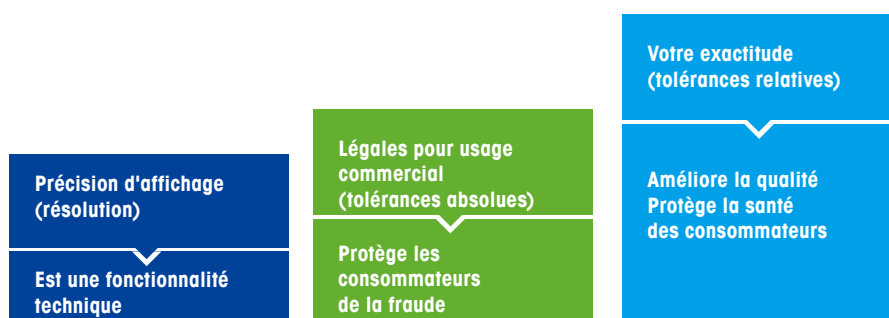 Précision d'affichage
(résolution)
Est une fonctionnalité
technique
Légales pour usage
commercial
(tolérances absolues)
Protège les
consommateurs
de la fraude
Votre exactitude
(tolérances relatives)
Améliore la qualité
Protège la santé
des consommateurs